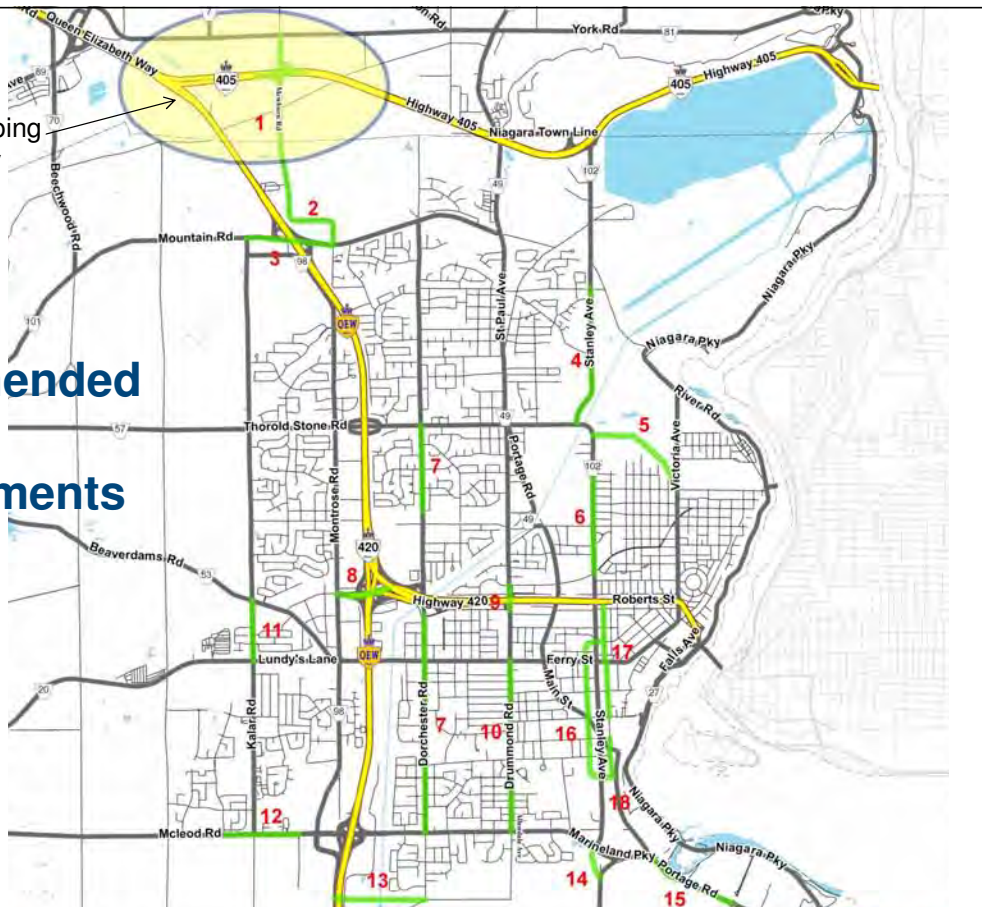 Queen Elizabeth Way
York Rd
81
Pky
89
405
405
Highway 405
Highway 405
ping
70
Mewburn Rd
1
Niagara Town Line
102
49
Beechwood Rd
2
Mountain Rd
3
98
Niagara Pky
101
QEW
St Paul Ave
Stanley Ave
Niagara Pky
4
ended
River Rd
49
57
Thorold Stone Rd
5
Portage Rd
Victoria Ave
102
7
ments
Montrose Rd
49
6
420
Beaverdams Rd
53
8
Highway 420
9
Roberts St
11
17
Lundy's Lane
QEW
Ferry St
Falls Ave
20
Main St
27
98
Kalar Rd
Dorchester Rd
7
10
Drummond Rd
16
Stanley Ave
18
Niagara Pky
12
Mcleod Rd
Marineland Pky
Niagara Pky
Portage Rd
13
14
15